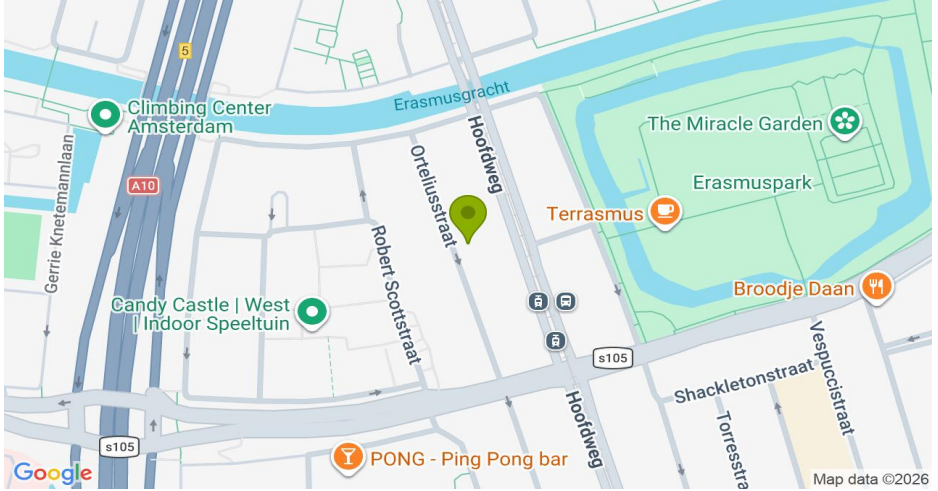 5
Erasmusgracht
Climbing Center
Amsterdam
The Miracle Garden
Hoofdweg
Gerrie Knetemannlaan
A10
Erasmuspark
Orteliusstraat
Terrasmus
Robert Scottstraat
Broodje Daan
Candy Castle | West
| Indoor Speeltuin
s105
Vespuccistraat
Shackletonstraat
Hoofdweg
Torresstra
s105
PONG - Ping Pong bar
Google
Map data ©2026